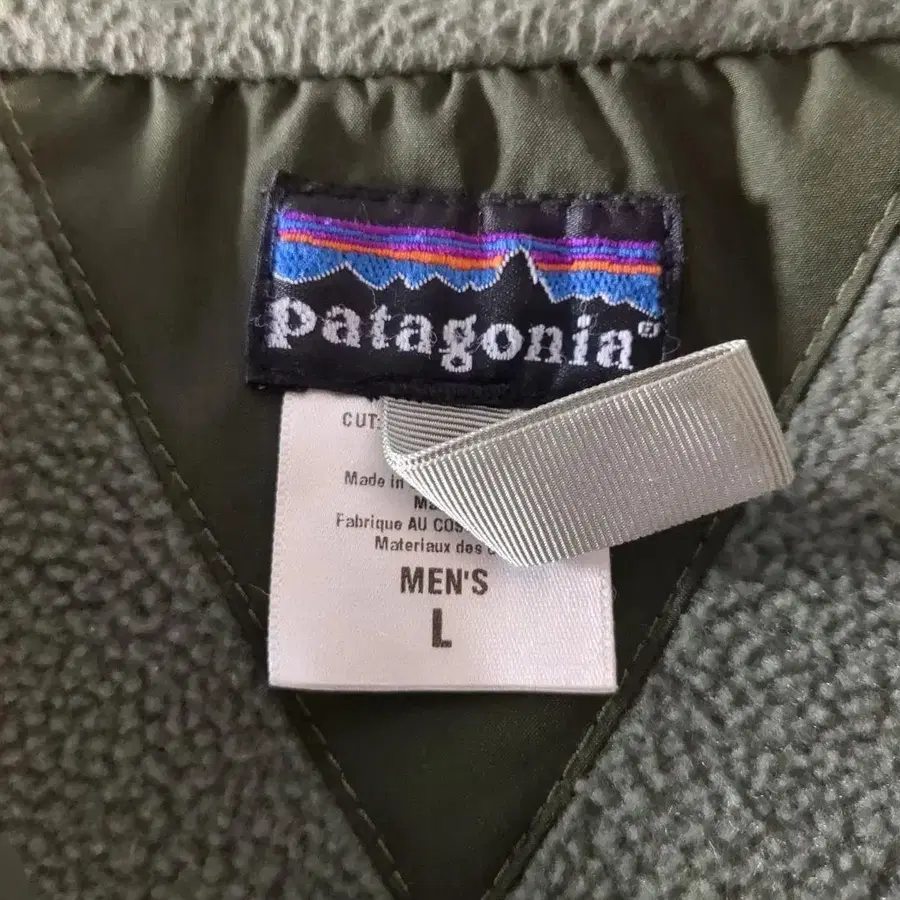 patagonia®
CUT:
Made in
Fabrique AU COS
Materiaux des
MEN'S
L